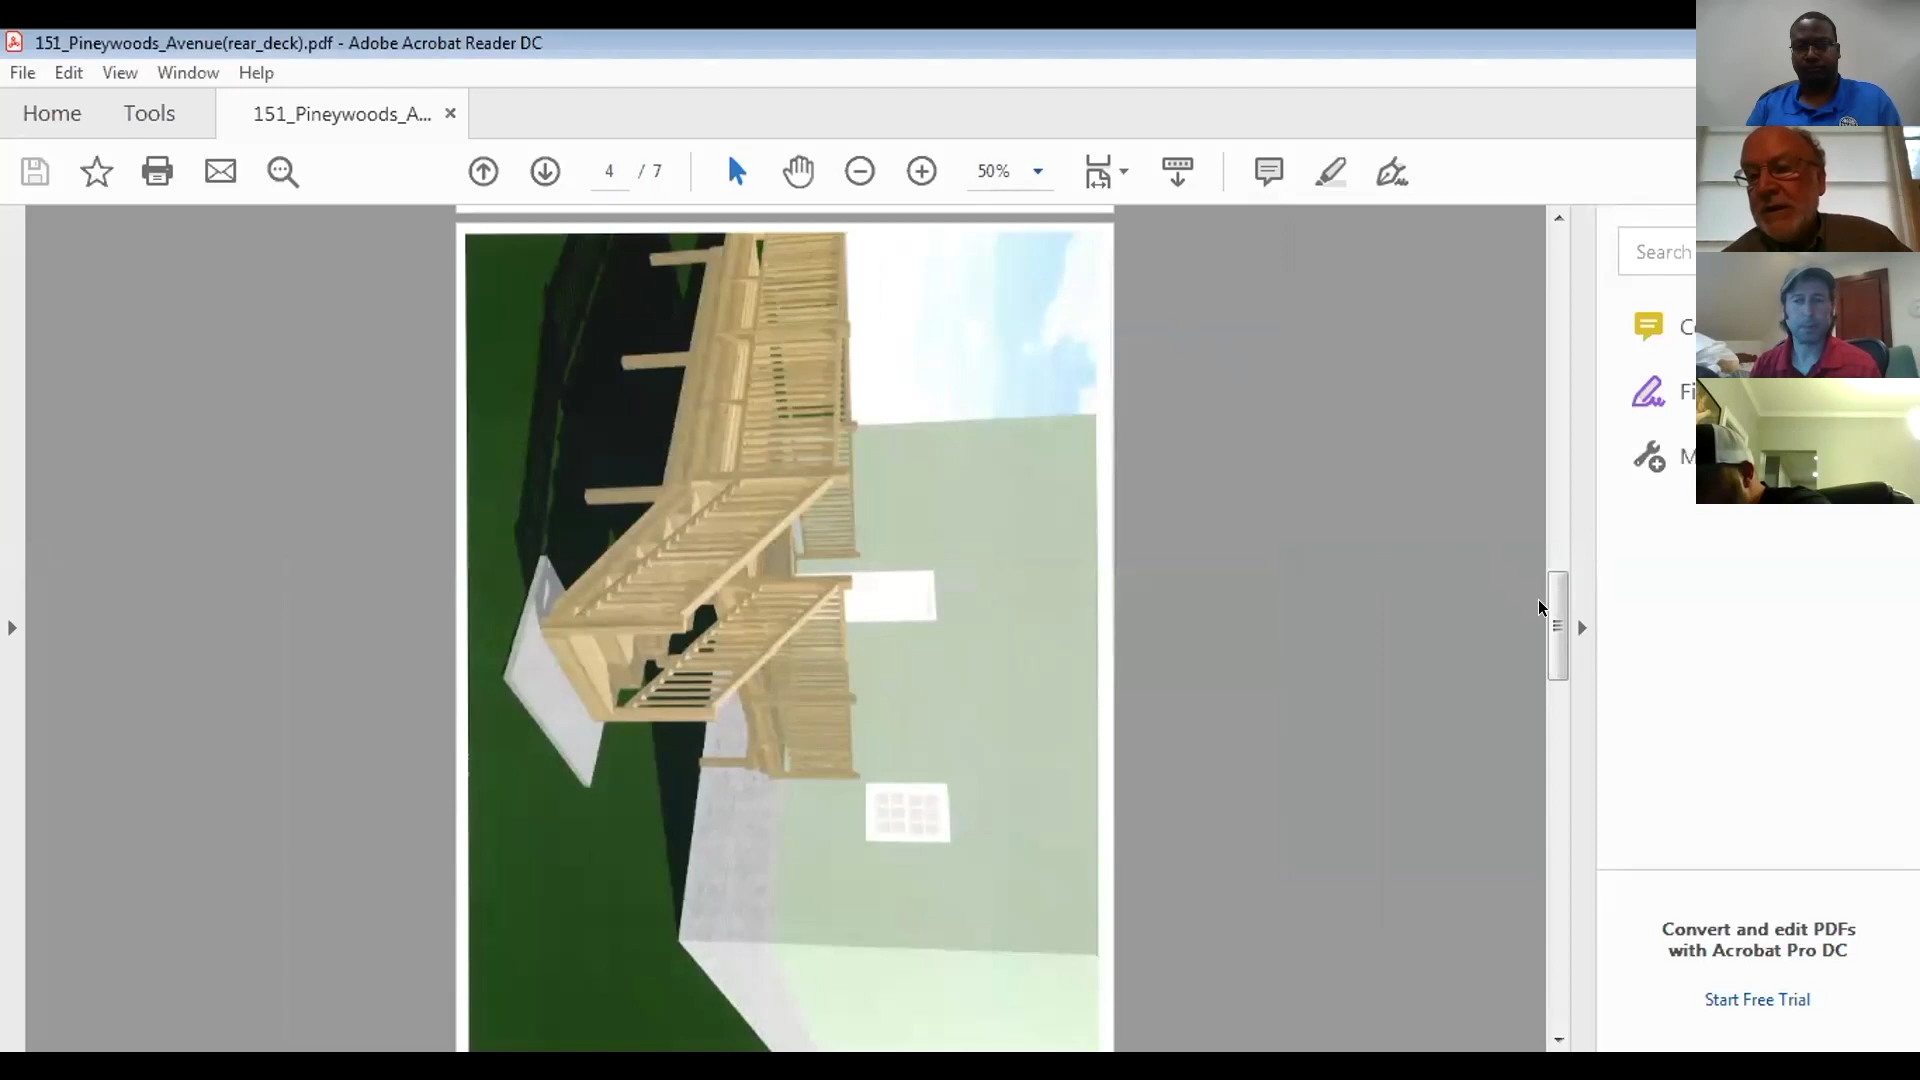 151_Pineywoods_Avenue(rear_deck).pdf - Adobe Acrobat Reader DC
File Edit View Window Help
Home Tools 151_Pineywoods_A...
4 / 7 50%
Search
C
Fi
M
Convert and edit PDFs
with Acrobat Pro DC
Start Free Trial